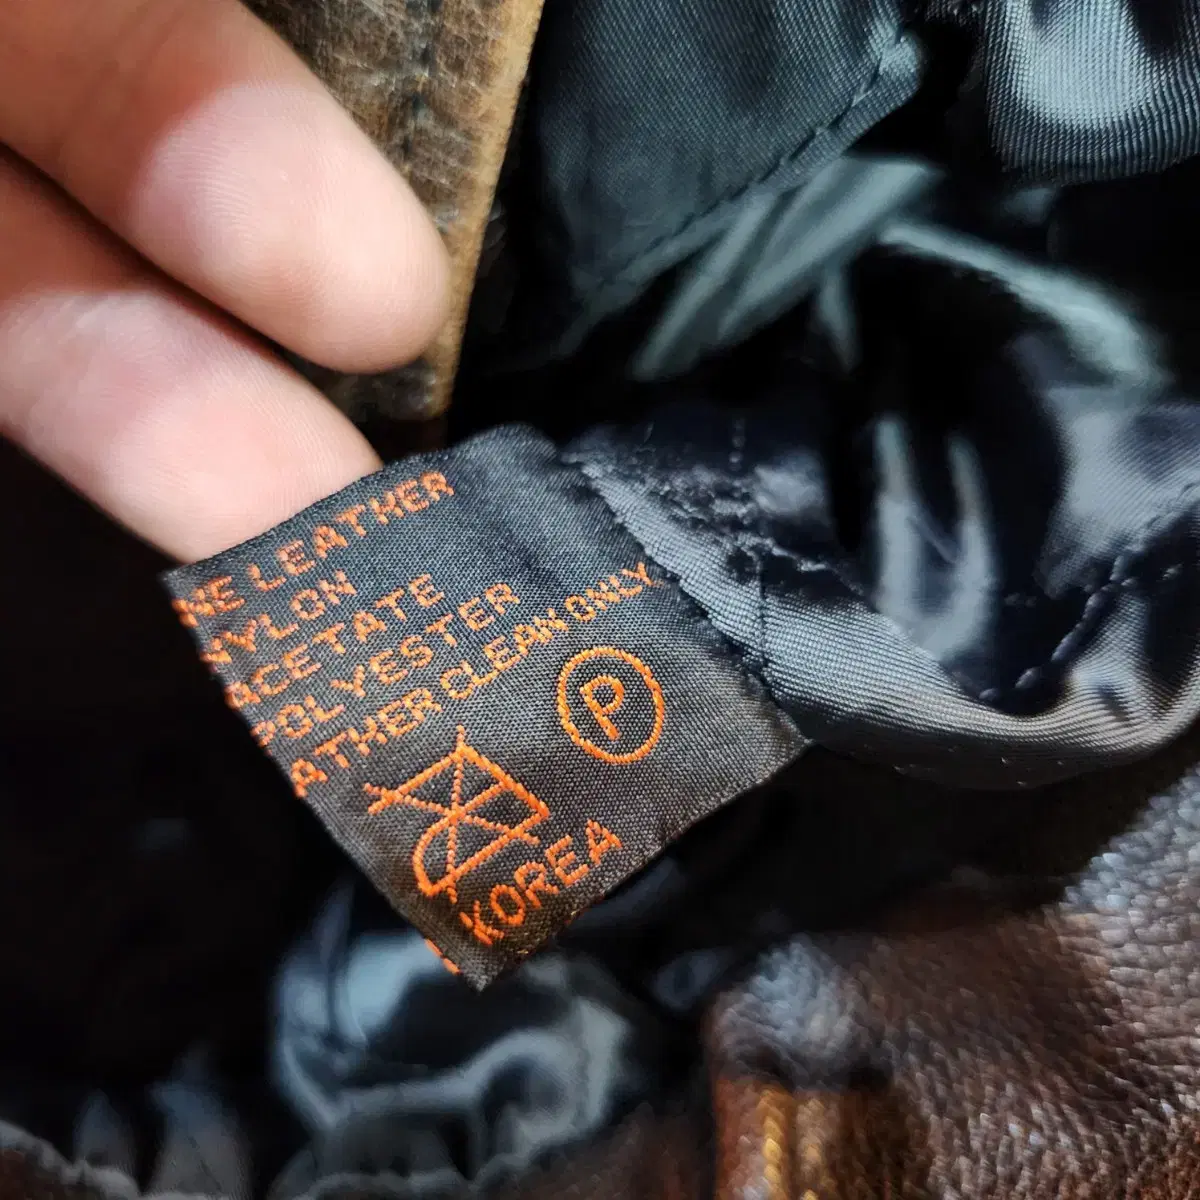 NE LEATHER
NYLON
ACETATE
POLYESTER
ATHER CLEAN ONLY
P
KOREA